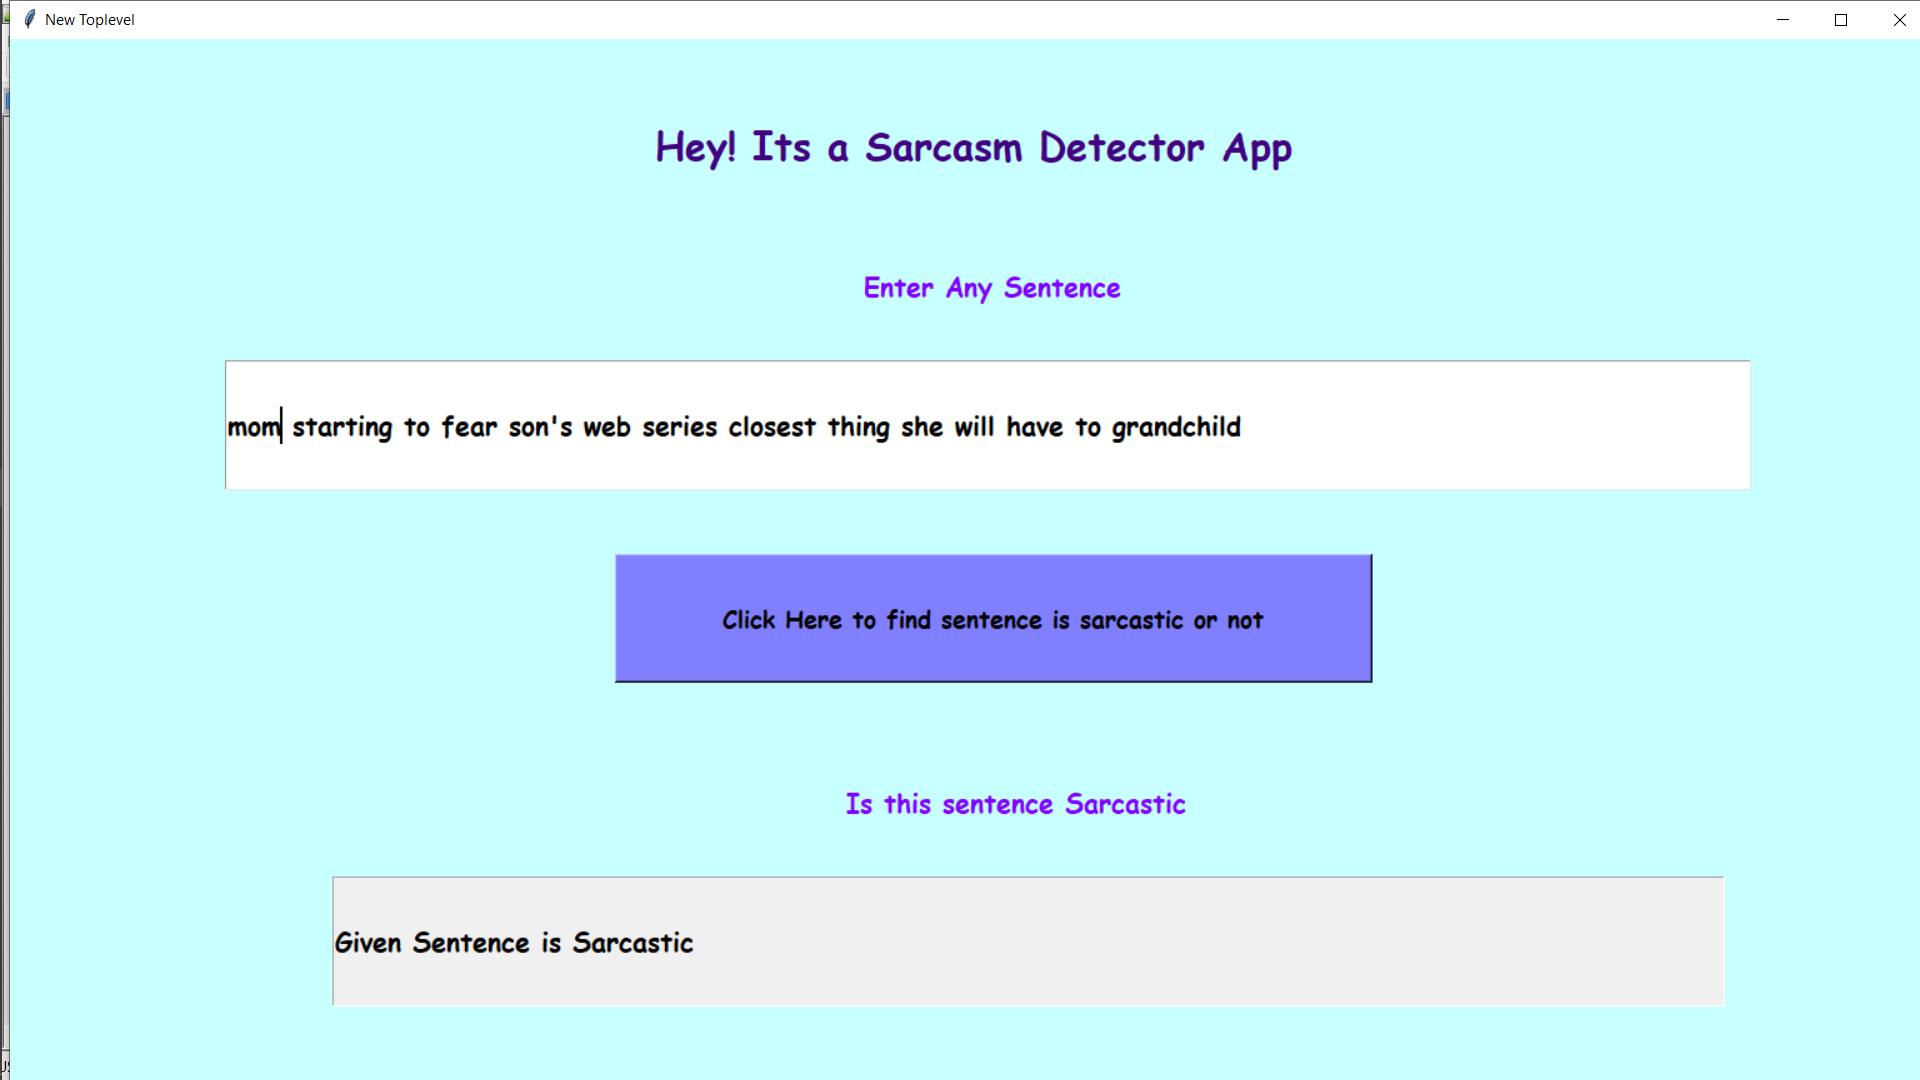 New Toplevel
Hey! Its a Sarcasm Detector App
Enter Any Sentence
mom starting to fear son's web series closest thing she will have to grandchild
Click Here to find sentence is sarcastic or not
Is this sentence Sarcastic
Given Sentence is Sarcastic